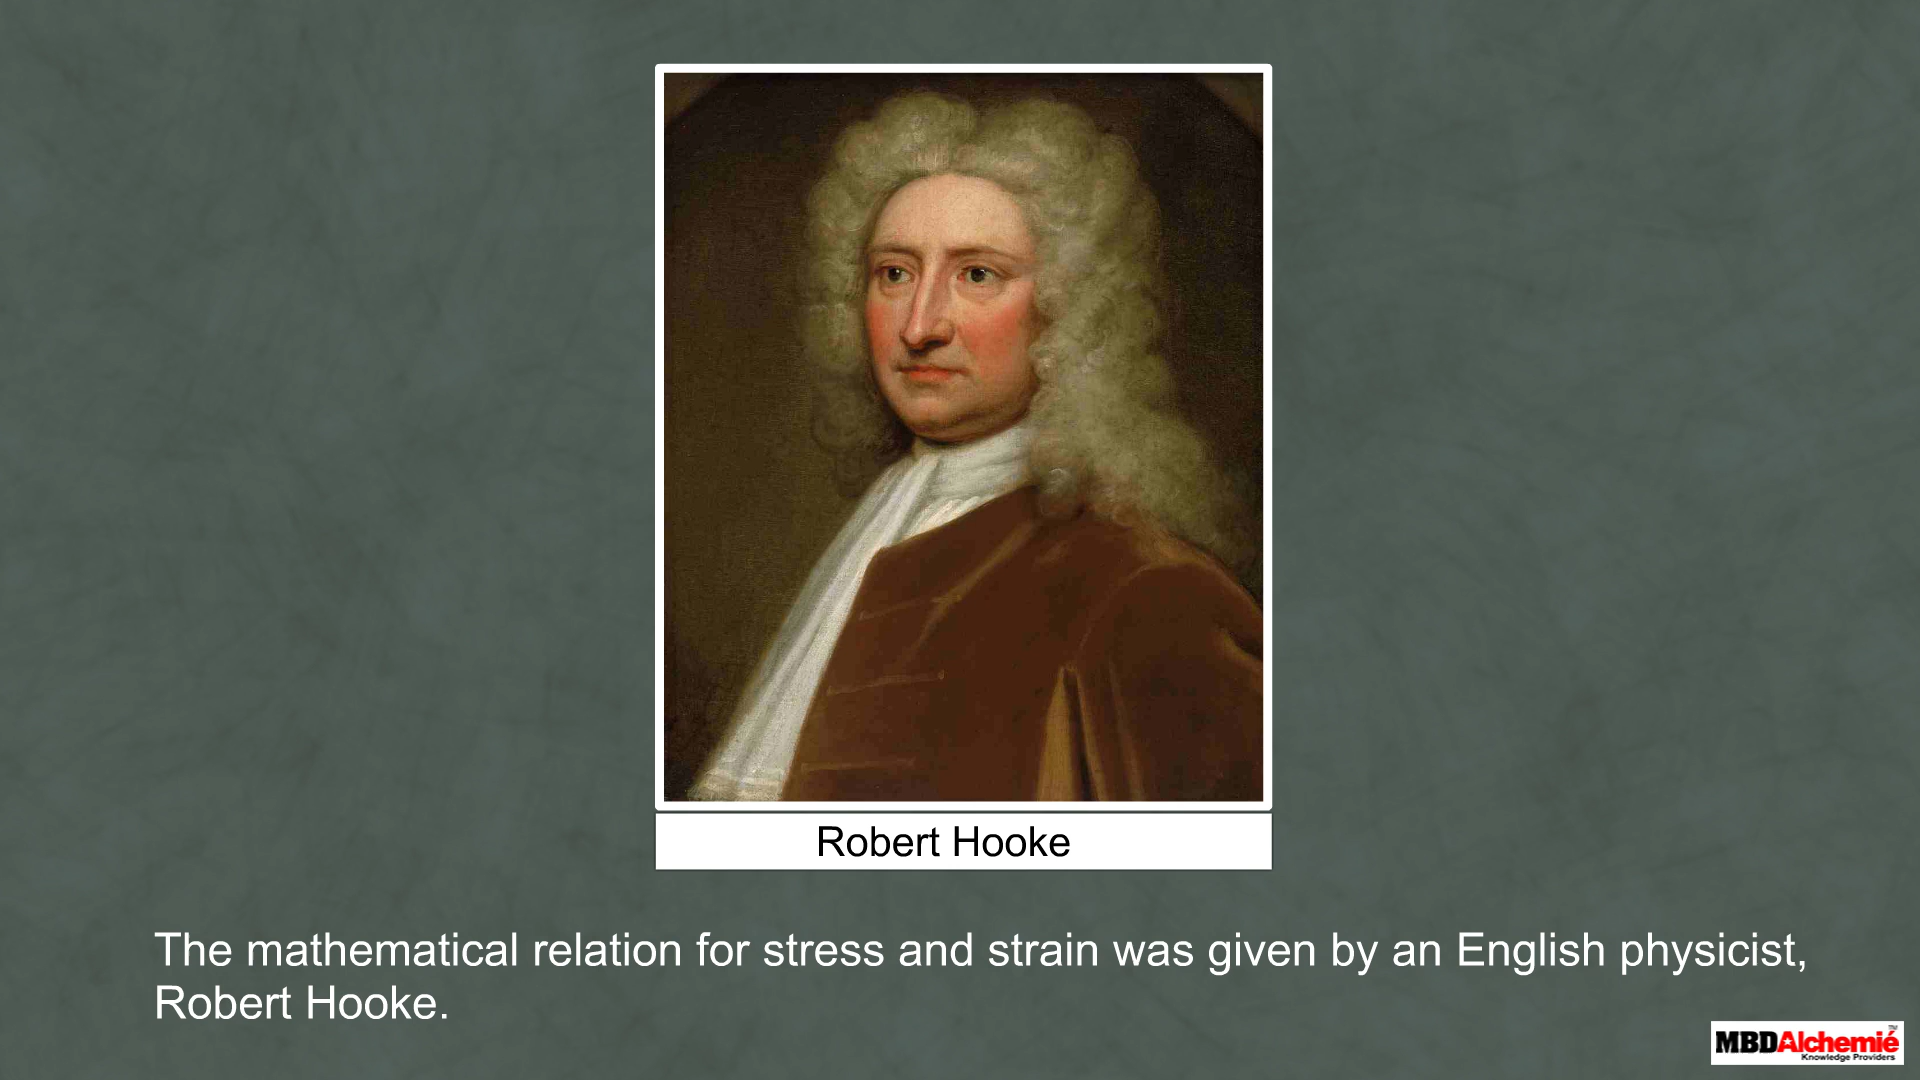 Robert Hooke
The mathematical relation for stress and strain was given by an English physicist,
Robert Hooke.
MBDAlchemié™
Knowledge Providers